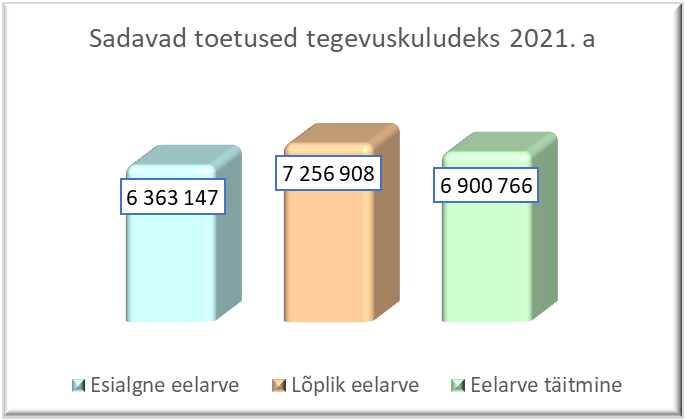 Sadavad toetused tegevuskuludeks 2021. a
6 363 147
7 256 908
6 900 766
Esialgne eelarve
Lõplik eelarve
Eelarve täitmine